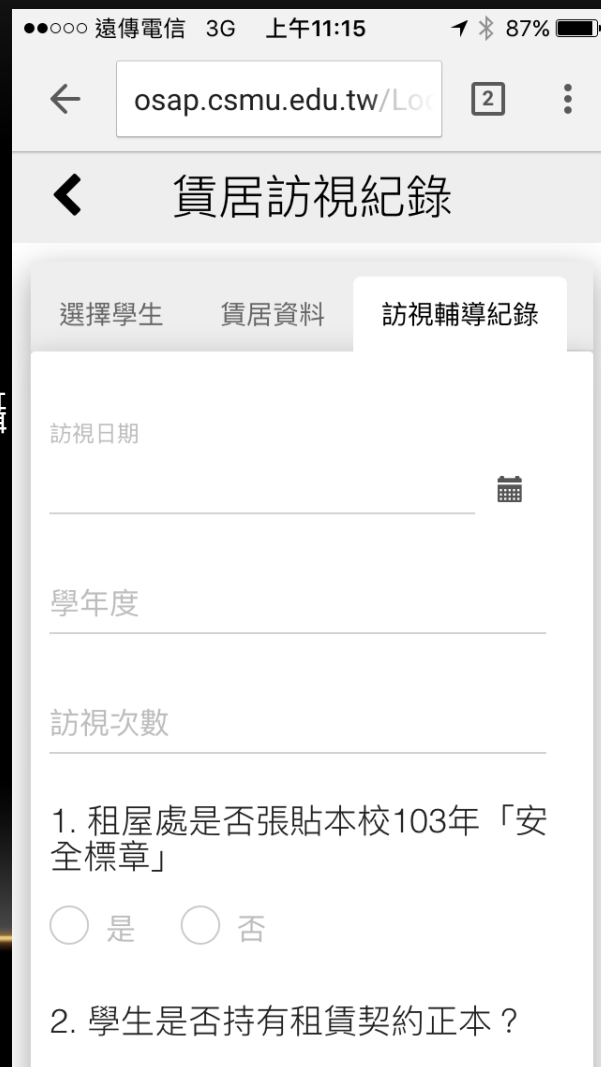 遠傳電信 3G 上午11:15 87%
osap.csmu.edu.tw/Loc
2
賃居訪視紀錄
選擇學生 賃居資料 訪視輔導紀錄
訪視日期
學年度
訪視次數
1. 租屋處是否張貼本校103年「安
全標章」
是 否
2. 學生是否持有租賃契約正本？